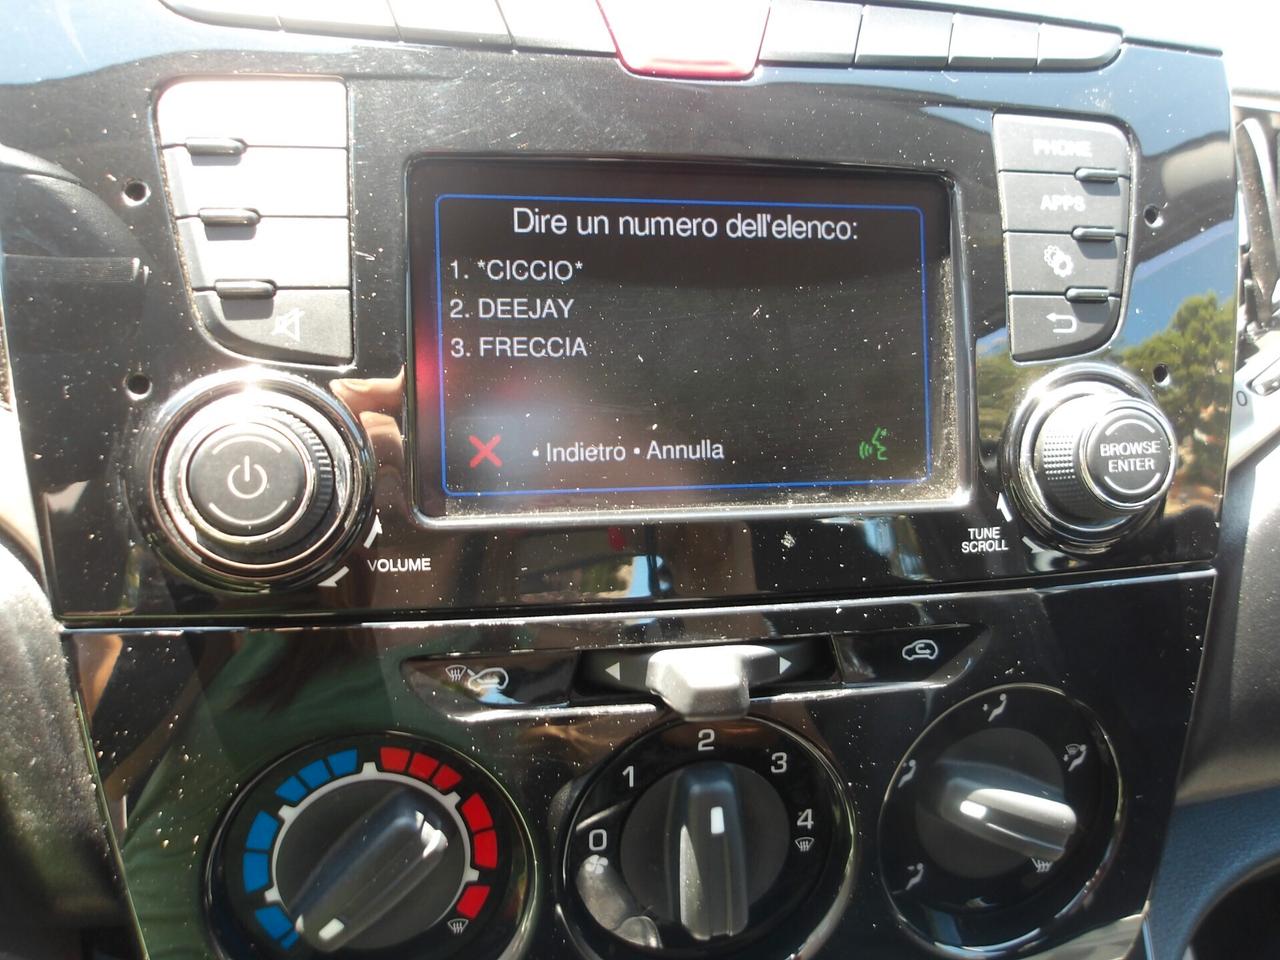 PHONE
APPS
Dire un numero dell'elenco:
1. *CICCIO*
2. DEEJAY
3. FRECCIA
• Indietro • Annulla
BROWSE
ENTER
VOLUME
TUNE
SCROLL
0
0
1
2
3
4